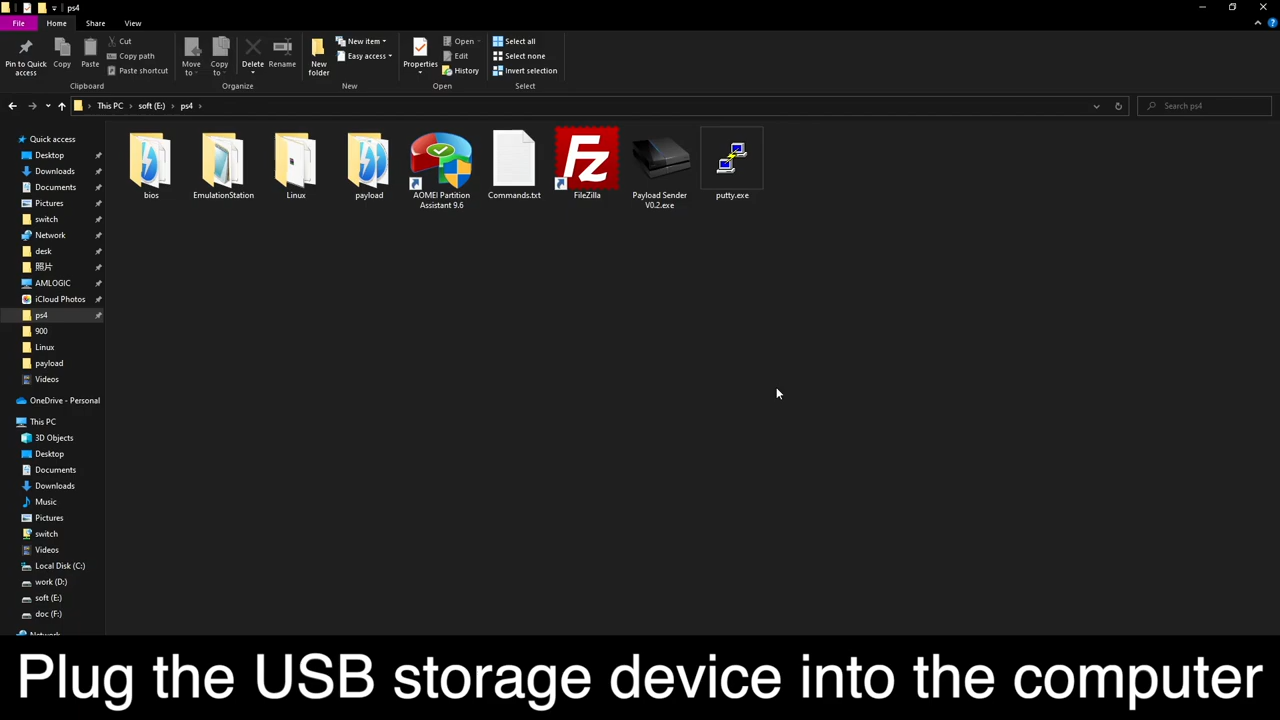 ps4
File
Home
Share
View
Pin to Quick
access
Copy
Paste
Cut
Copy path
Paste shortcut
Clipboard
Move
to
Copy
to
Delete
Rename
Organize
New
folder
New item
Easy access
New
Properties
Open
Edit
History
Open
Select all
Select none
Invert selection
Select
This PC
soft (E:)
ps4
Search ps4
Quick access
Desktop
Downloads
Documents
Pictures
switch
Network
desk
照片
AMLOGIC
iCloud Photos
ps4
900
Linux
payload
Videos
OneDrive - Personal
This PC
3D Objects
Desktop
Documents
Downloads
Music
Pictures
switch
Videos
Local Disk (C:)
work (D:)
soft (E:)
doc (F:)
Network
bios
EmulationStation
Linux
payload
AOMEI Partition
Assistant 9.6
Commands.txt
Fz
FileZilla
Payload Sender
V0.2.exe
putty.exe
Plug the USB storage device into the computer